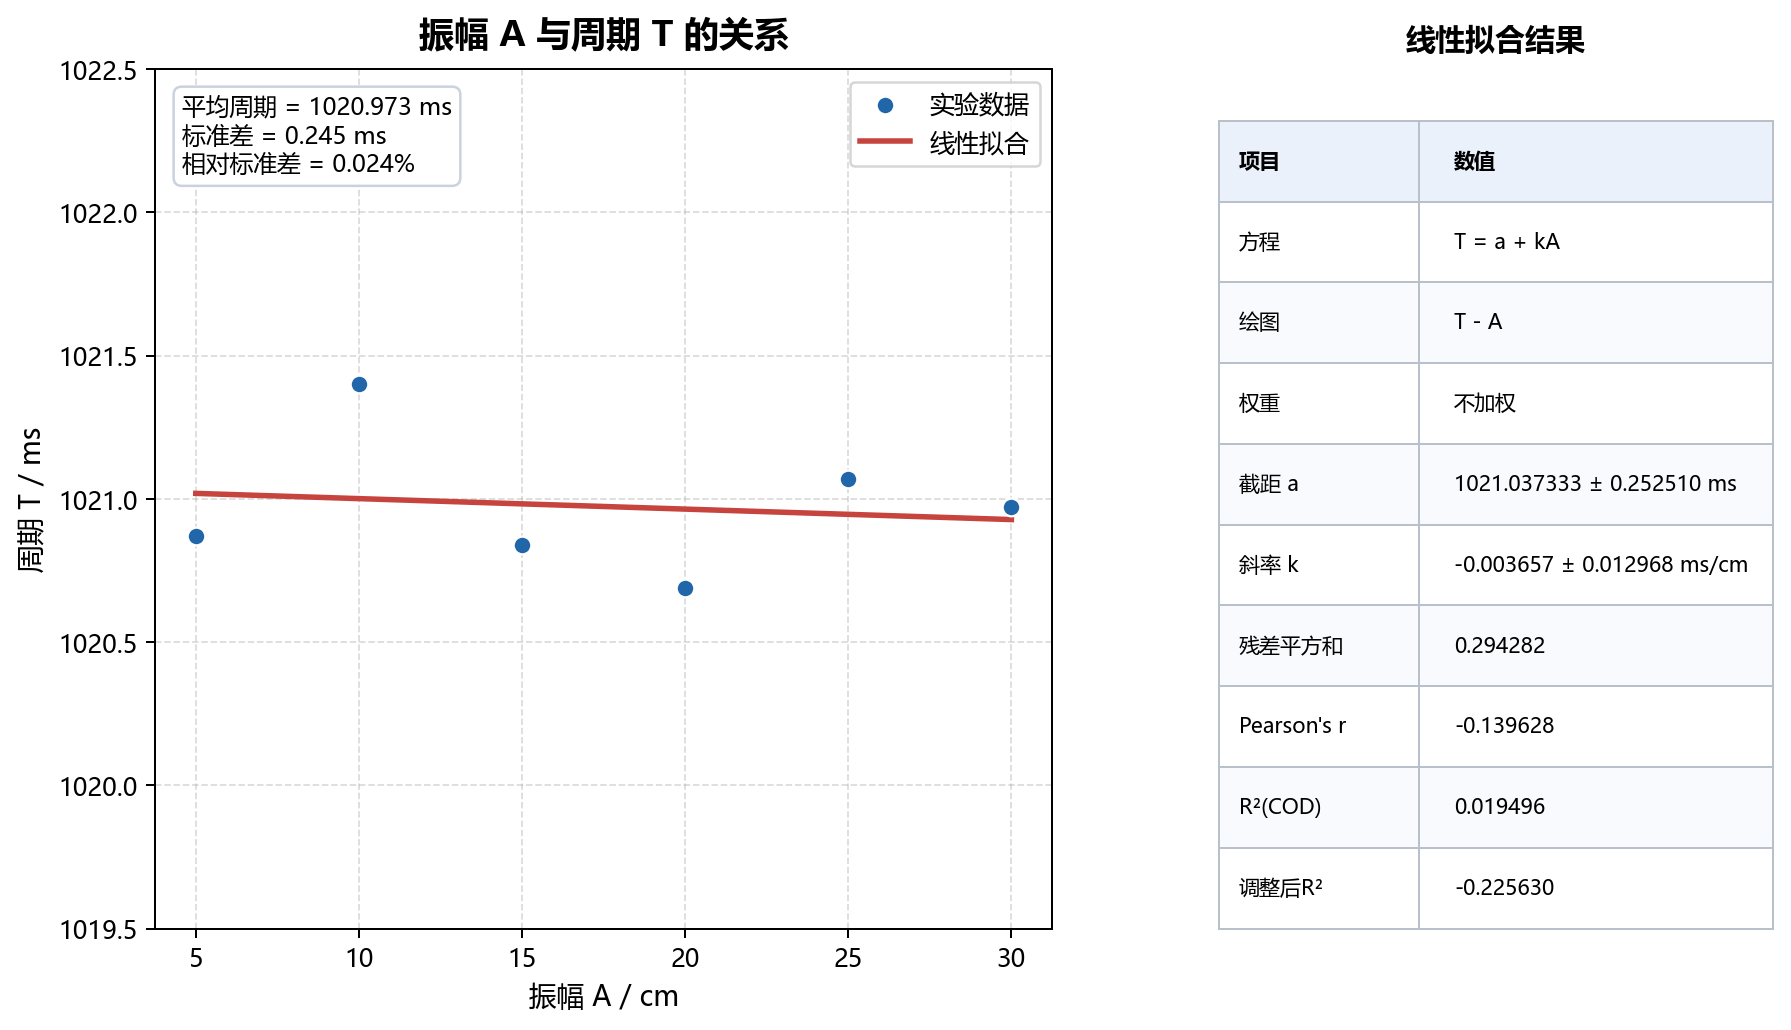 振幅 A 与周期 T 的关系
平均周期 = 1020.973 ms
标准差 = 0.245 ms
相对标准差 = 0.024%
实验数据
线性拟合
1022.5
1022.0
1021.5
1021.0
1020.5
1020.0
1019.5
周期 T / ms
5 10 15 20 25 30
振幅 A / cm
线性拟合结果
项目 数值
方程 T = a + kA
绘图 T - A
权重 不加权
截距 a 1021.037333 ± 0.252510 ms
斜率 k -0.003657 ± 0.012968 ms/cm
残差平方和 0.294282
Pearson's r -0.139628
R²(COD) 0.019496
调整后R² -0.225630